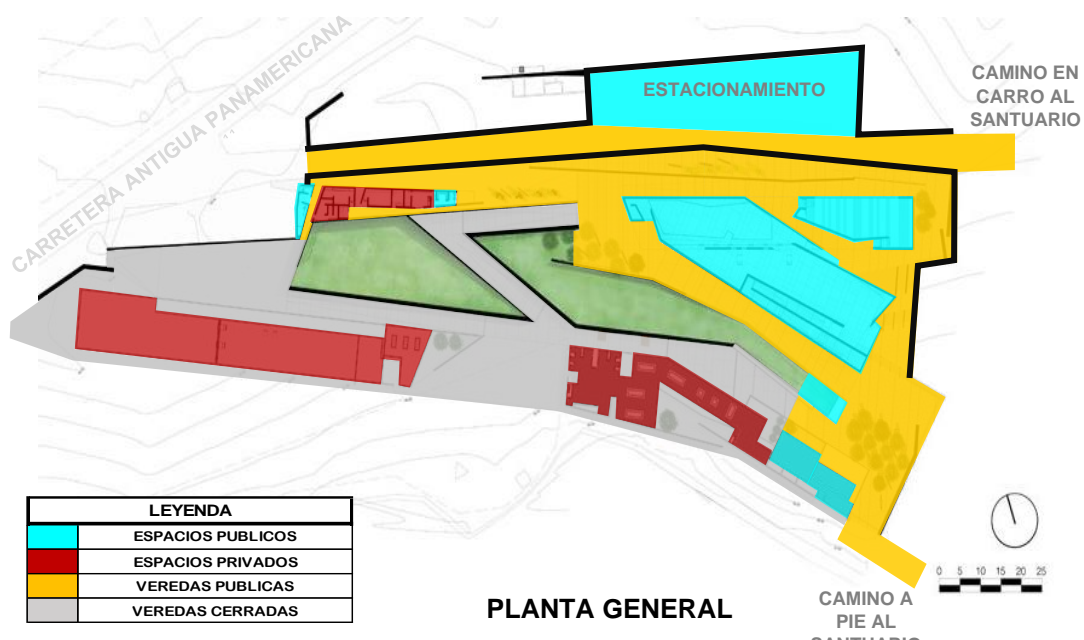 CARRETERA ANTIGUA PANAMERICANA
ESTACIONAMIENTO
CAMINO EN
CARRO AL
SANTUARIO
LEYENDA
ESPACIOS PUBLICOS
ESPACIOS PRIVADOS
VEREDAS PUBLICAS
VEREDAS CERRADAS
PLANTA GENERAL
0 5 10 15 20 25
CAMINO A
PIE AL
SANTUARIO